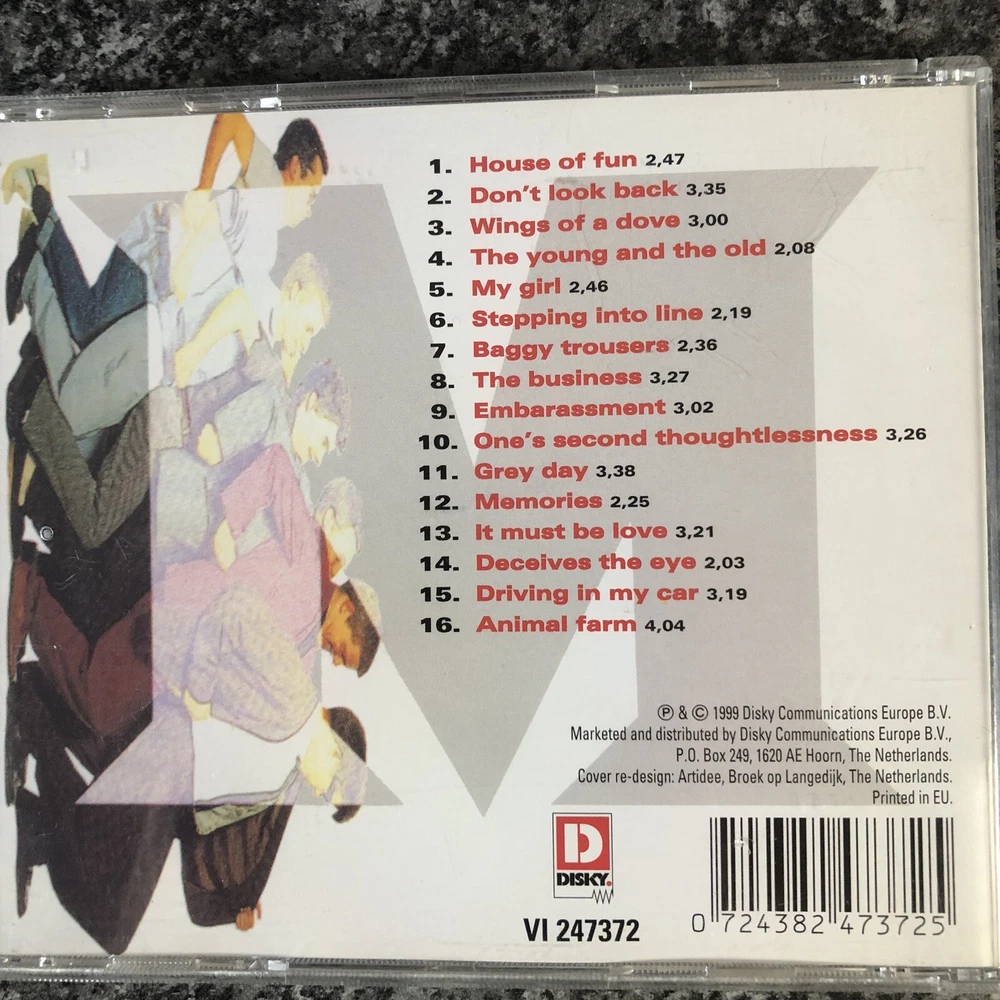 1. House of fun 2,47
2. Don't look back 3,35
3. Wings of a dove 3,00
4. The young and the old 2,08
5. My girl 2,46
6. Stepping into line 2,19
7. Baggy trousers 2,36
8. The business 3,27
9. Embarassment 3,02
10. One's second thoughtlessness 3,26
11. Grey day 3,38
12. Memories 2,25
13. It must be love 3,21
14. Deceives the eye 2,03
15. Driving in my car 3,19
16. Animal farm 4,04
℗ & © 1999 Disky Communications Europe B.V.
Marketed and distributed by Disky Communications Europe B.V.,
P.O. Box 249, 1620 AE Hoorn, The Netherlands.
Cover re-design: Artidee, Broek op Langedijk, The Netherlands.
Printed in EU.
D
DISKY.
VI 247372
0 724382 473725
M